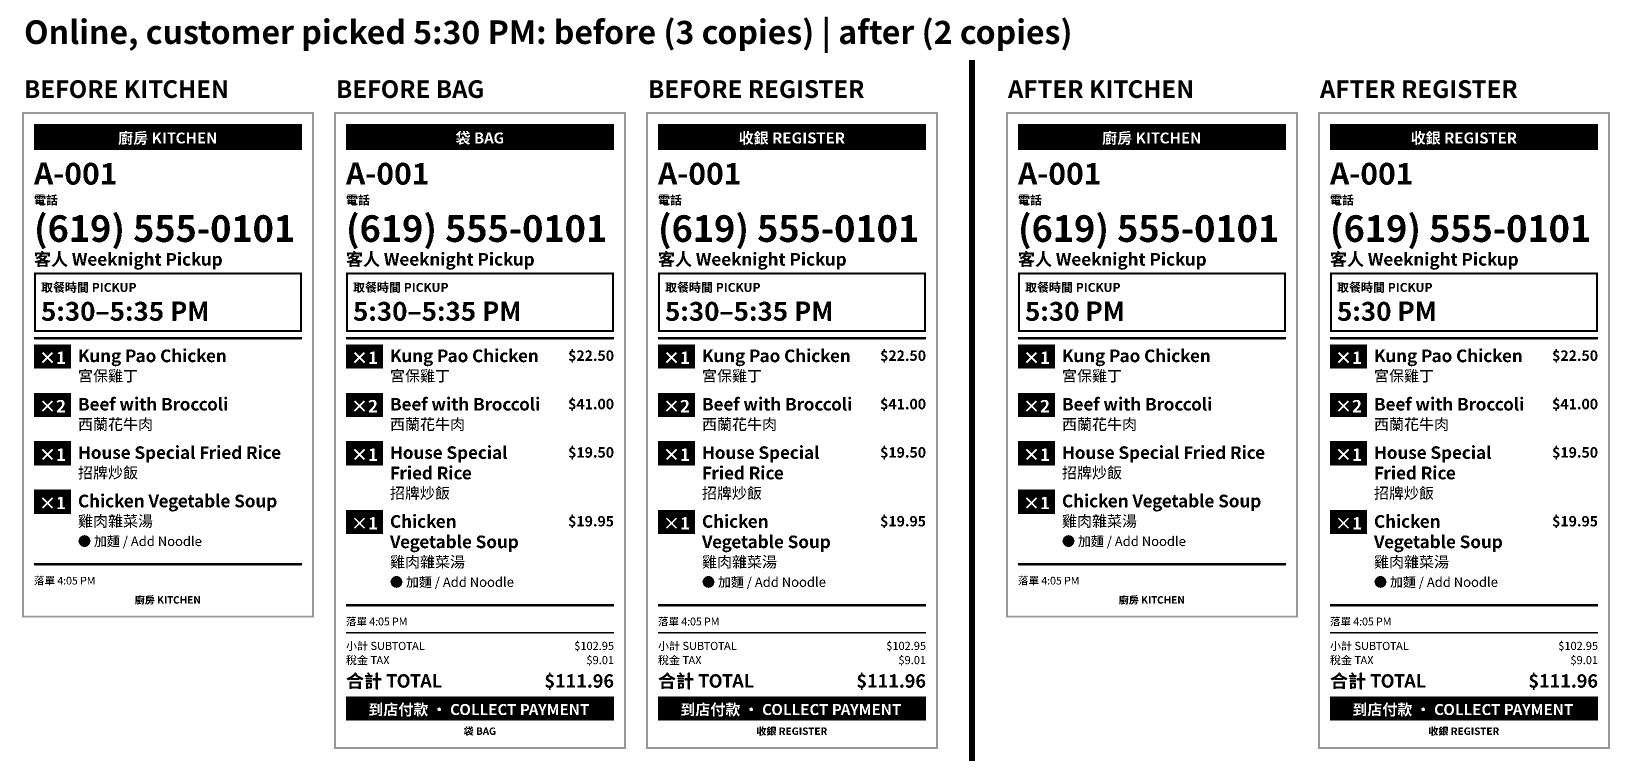 Online, customer picked 5:30 PM: before (3 copies) | after (2 copies)
BEFORE KITCHEN
廚房 KITCHEN
A-001
電話
(619) 555-0101
客人 Weeknight Pickup
取餐時間 PICKUP
5:30–5:35 PM
×1 Kung Pao Chicken
宮保雞丁
×2 Beef with Broccoli
西蘭花牛肉
×1 House Special Fried Rice
招牌炒飯
×1 Chicken Vegetable Soup
雞肉雜菜湯
● 加麵 / Add Noodle
落單 4:05 PM
廚房 KITCHEN
BEFORE BAG
袋 BAG
A-001
電話
(619) 555-0101
客人 Weeknight Pickup
取餐時間 PICKUP
5:30–5:35 PM
×1 Kung Pao Chicken $22.50
宮保雞丁
×2 Beef with Broccoli $41.00
西蘭花牛肉
×1 House Special $19.50
Fried Rice
招牌炒飯
×1 Chicken $19.95
Vegetable Soup
雞肉雜菜湯
● 加麵 / Add Noodle
落單 4:05 PM
小計 SUBTOTAL $102.95
稅金 TAX $9.01
合計 TOTAL $111.96
到店付款 · COLLECT PAYMENT
袋 BAG
BEFORE REGISTER
收銀 REGISTER
A-001
電話
(619) 555-0101
客人 Weeknight Pickup
取餐時間 PICKUP
5:30–5:35 PM
×1 Kung Pao Chicken $22.50
宮保雞丁
×2 Beef with Broccoli $41.00
西蘭花牛肉
×1 House Special $19.50
Fried Rice
招牌炒飯
×1 Chicken $19.95
Vegetable Soup
雞肉雜菜湯
● 加麵 / Add Noodle
落單 4:05 PM
小計 SUBTOTAL $102.95
稅金 TAX $9.01
合計 TOTAL $111.96
到店付款 · COLLECT PAYMENT
收銀 REGISTER
AFTER KITCHEN
廚房 KITCHEN
A-001
電話
(619) 555-0101
客人 Weeknight Pickup
取餐時間 PICKUP
5:30 PM
×1 Kung Pao Chicken
宮保雞丁
×2 Beef with Broccoli
西蘭花牛肉
×1 House Special Fried Rice
招牌炒飯
×1 Chicken Vegetable Soup
雞肉雜菜湯
● 加麵 / Add Noodle
落單 4:05 PM
廚房 KITCHEN
AFTER REGISTER
收銀 REGISTER
A-001
電話
(619) 555-0101
客人 Weeknight Pickup
取餐時間 PICKUP
5:30 PM
×1 Kung Pao Chicken $22.50
宮保雞丁
×2 Beef with Broccoli $41.00
西蘭花牛肉
×1 House Special $19.50
Fried Rice
招牌炒飯
×1 Chicken $19.95
Vegetable Soup
雞肉雜菜湯
● 加麵 / Add Noodle
落單 4:05 PM
小計 SUBTOTAL $102.95
稅金 TAX $9.01
合計 TOTAL $111.96
到店付款 · COLLECT PAYMENT
收銀 REGISTER